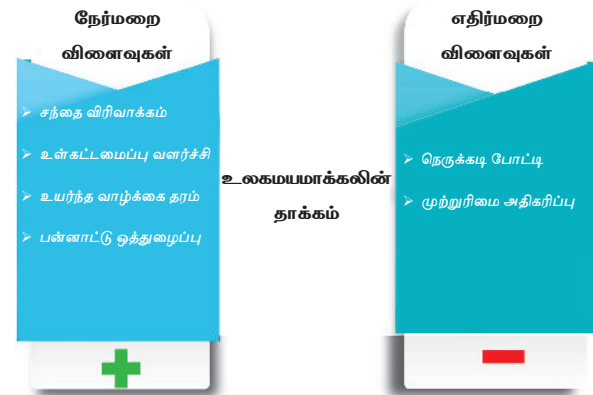 நேர்மறை
விளைவுகள்
➢ சந்தை விரிவாக்கம்
➢ உள்கட்டமைப்பு வளர்ச்சி
➢ உயர்ந்த வாழ்க்கை தரம்
➢ பன்னாட்டு ஒத்துழைப்பு
உலகமயமாக்கலின்
தாக்கம்
எதிர்மறை
விளைவுகள்
➢ நெருக்கடி போட்டி
➢ முற்றுரிமை அதிகரிப்பு